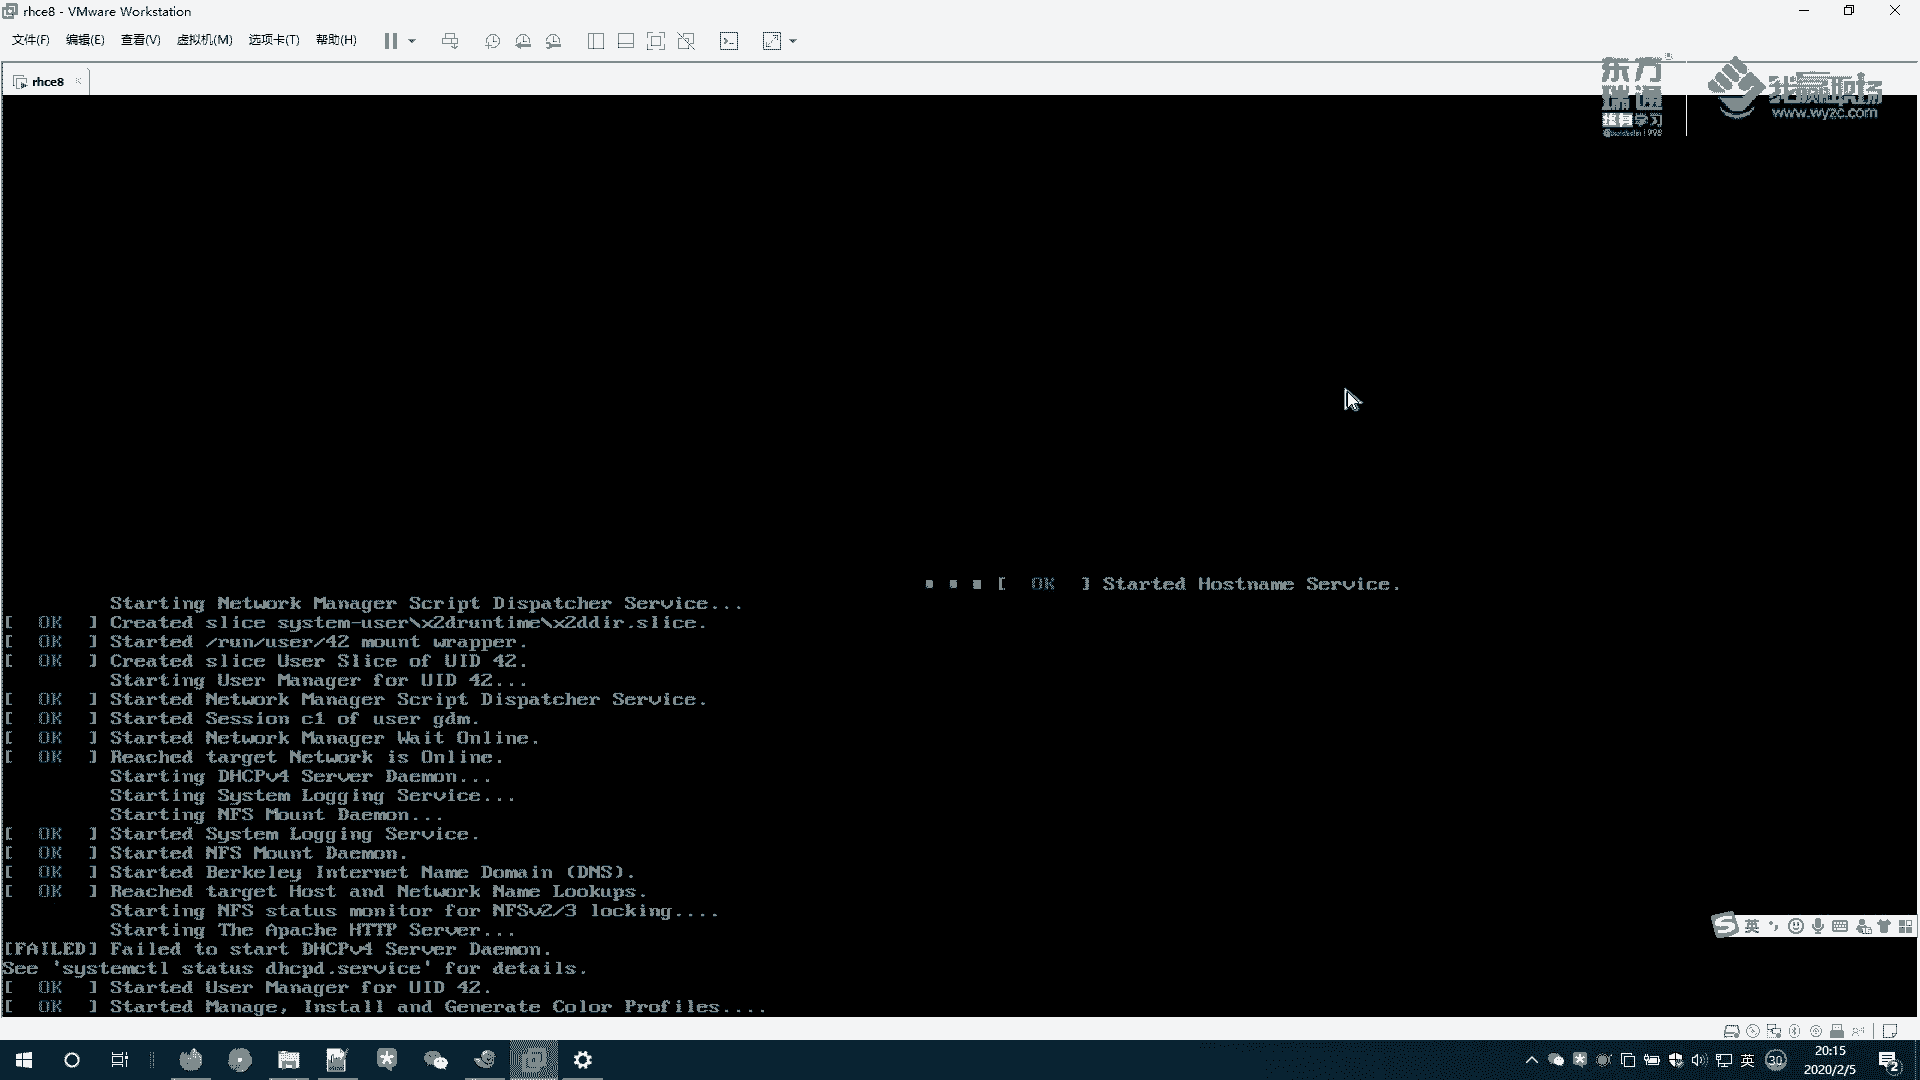 rhce8 - VMware Workstation
文件(F) 编辑(E) 查看(V) 虚拟机(M) 选项卡(T) 帮助(H)
rhce8
东方
瑞通
终身学习
我赢职场
www.wyzc.com
[  OK  ] Started Hostname Service.
Starting Network Manager Script Dispatcher Service...
[  OK  ] Created slice system-user\x2druntime\x2ddir.slice.
[  OK  ] Started /run/user/42 mount wrapper.
[  OK  ] Created slice User Slice of UID 42.
Starting User Manager for UID 42...
[  OK  ] Started Network Manager Script Dispatcher Service.
[  OK  ] Started Session c1 of user gdm.
[  OK  ] Started Network Manager Wait Online.
[  OK  ] Reached target Network is Online.
Starting DHCPv4 Server Daemon...
Starting System Logging Service...
Starting NFS Mount Daemon...
[  OK  ] Started System Logging Service.
[  OK  ] Started NFS Mount Daemon.
[  OK  ] Started Berkeley Internet Name Domain (DNS).
[  OK  ] Reached target Host and Network Name Lookups.
Starting NFS status monitor for NFSv2/3 locking....
Starting The Apache HTTP Server...
[FAILED] Failed to start DHCPv4 Server Daemon.
See 'systemctl status dhcpd.service' for details.
[  OK  ] Started User Manager for UID 42.
[  OK  ] Started Manage, Install and Generate Color Profiles....
英
英
30
20:15
2020/2/5
2